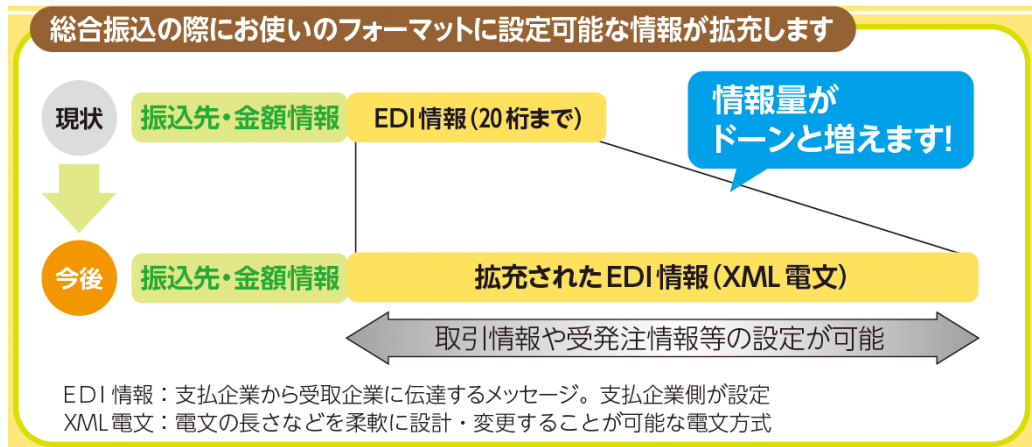 総合振込の際にお使いのフォーマットに設定可能な情報が拡充します
現状
振込先・金額情報
EDI情報(20桁まで)
情報量が
ドーンと増えます!
今後
振込先・金額情報
拡充されたEDI情報(XML電文)
取引情報や受発注情報等の設定が可能
EDI情報:支払企業から受取企業に伝達するメッセージ。支払企業側が設定
XML電文:電文の長さなどを柔軟に設計・変更することが可能な電文方式